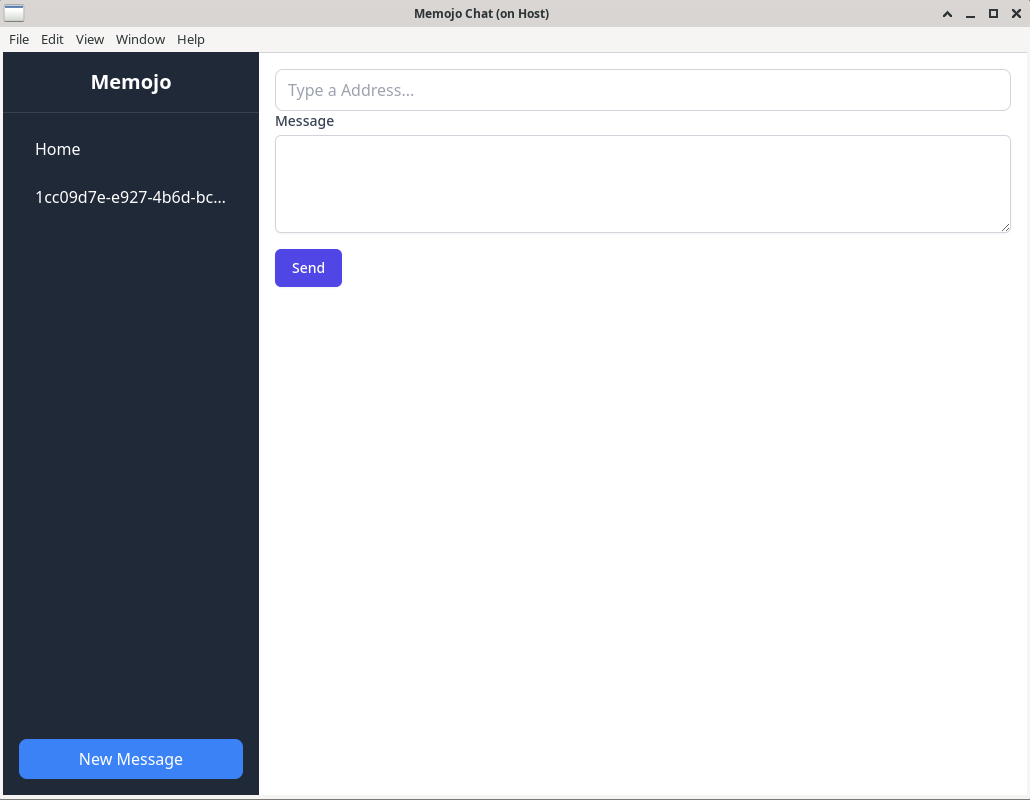 Memojo Chat (on Host)
File Edit View Window Help
Memojo
Home
1cc09d7e-e927-4b6d-bc...
New Message
Type a Address...
Message
Send